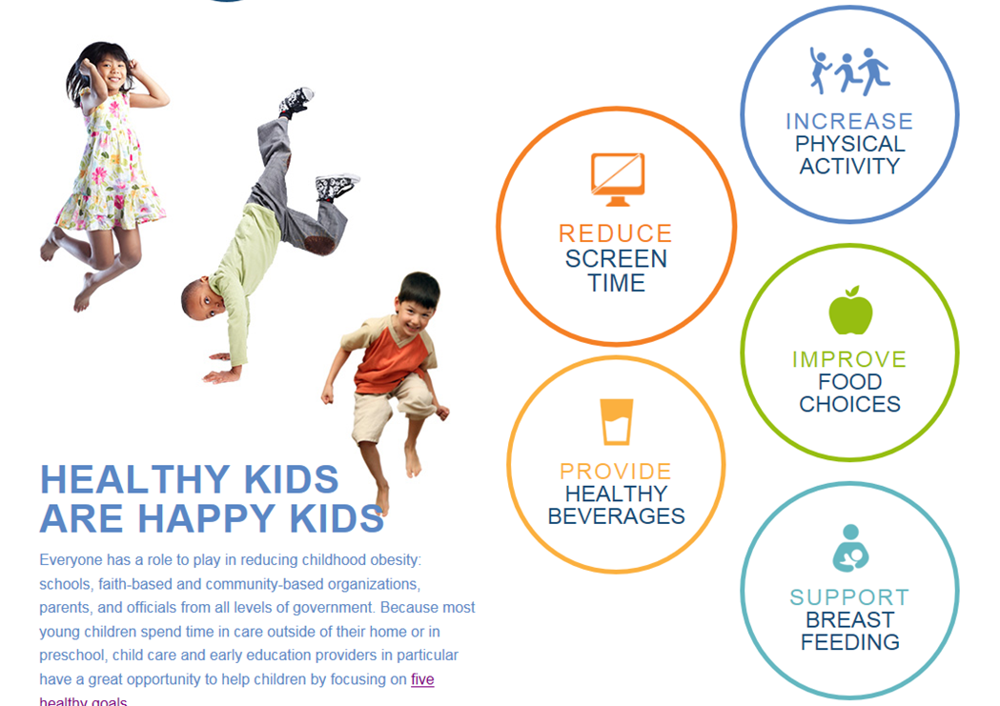 HEALTHY KIDS
ARE HAPPY KIDS
Everyone has a role to play in reducing childhood obesity:
schools, faith-based and community-based organizations,
parents, and officials from all levels of government. Because most
young children spend time in care outside of their home or in
preschool, child care and early education providers in particular
have a great opportunity to help children by focusing on five
healthy goals
REDUCE
SCREEN
TIME
PROVIDE
HEALTHY
BEVERAGES
INCREASE
PHYSICAL
ACTIVITY
IMPROVE
FOOD
CHOICES
SUPPORT
BREAST
FEEDING